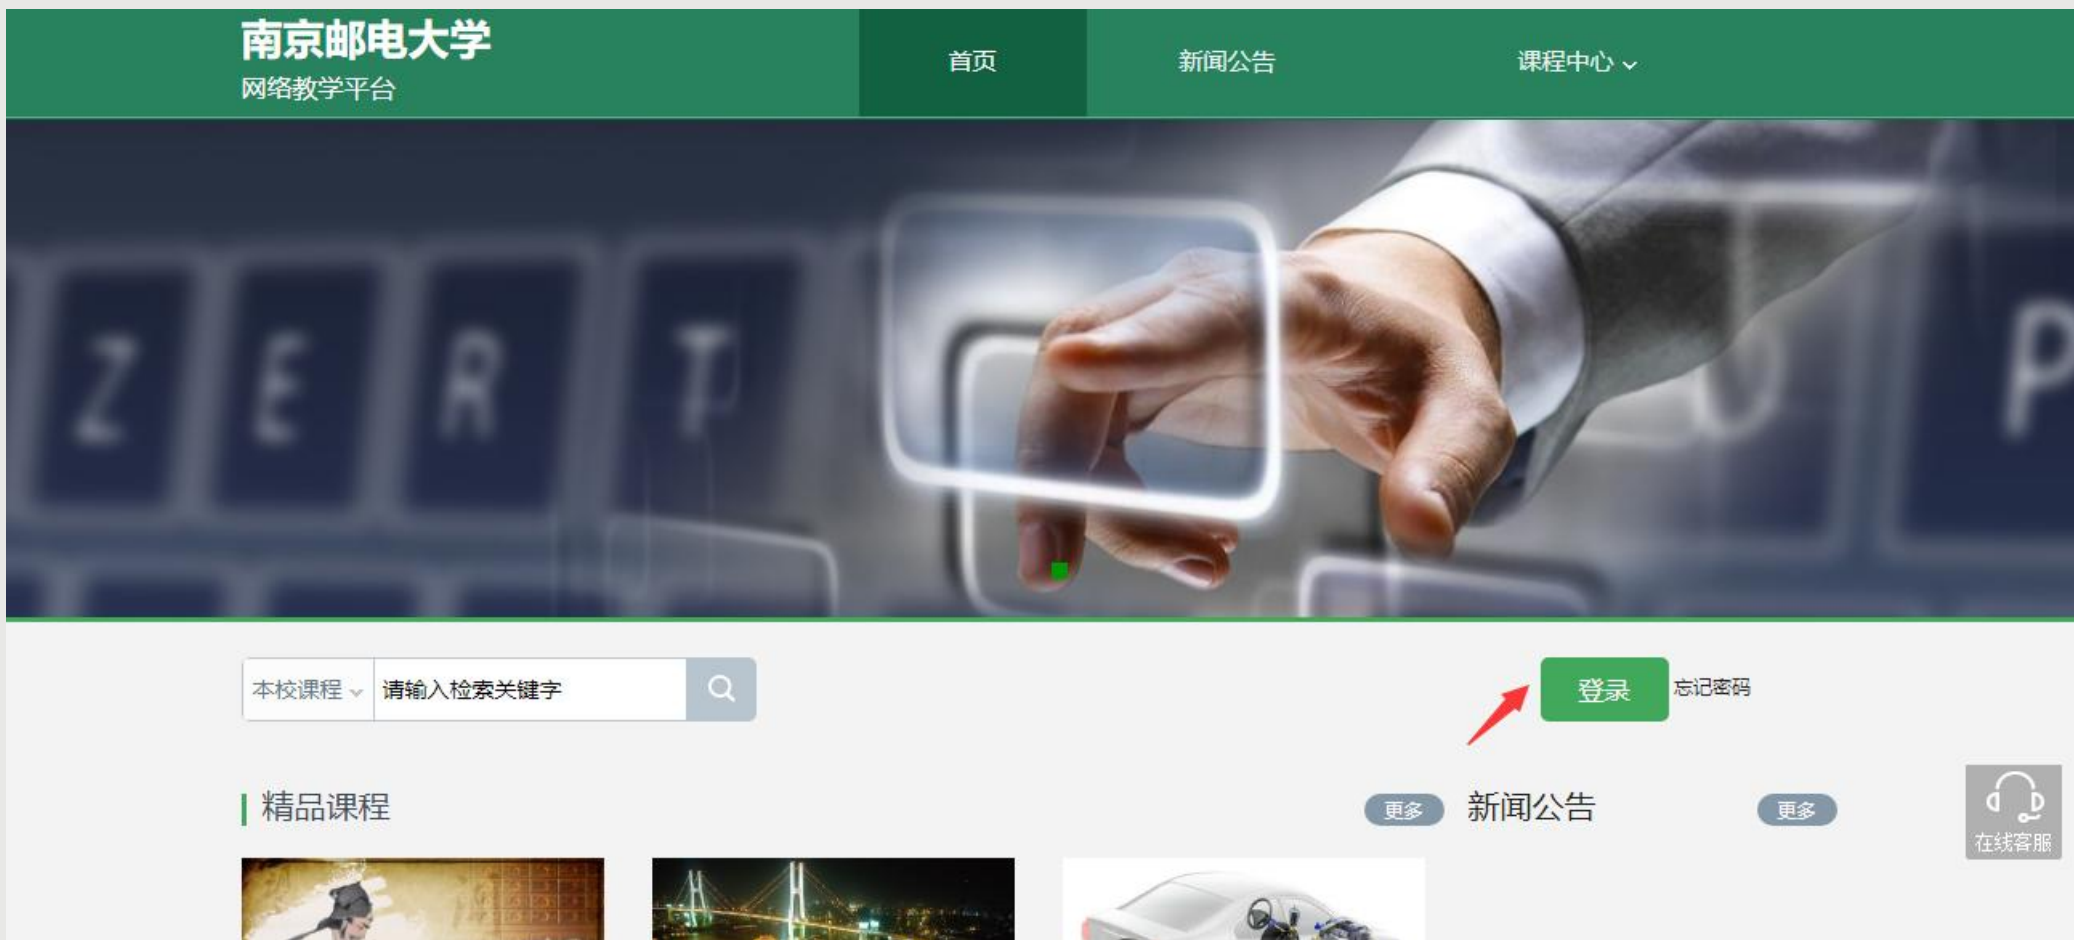 南京邮电大学
网络教学平台
首页
新闻公告
课程中心
Z E R T
P
本校课程
请输入检索关键字
登录
忘记密码
精品课程
更多
新闻公告
更多
在线客服